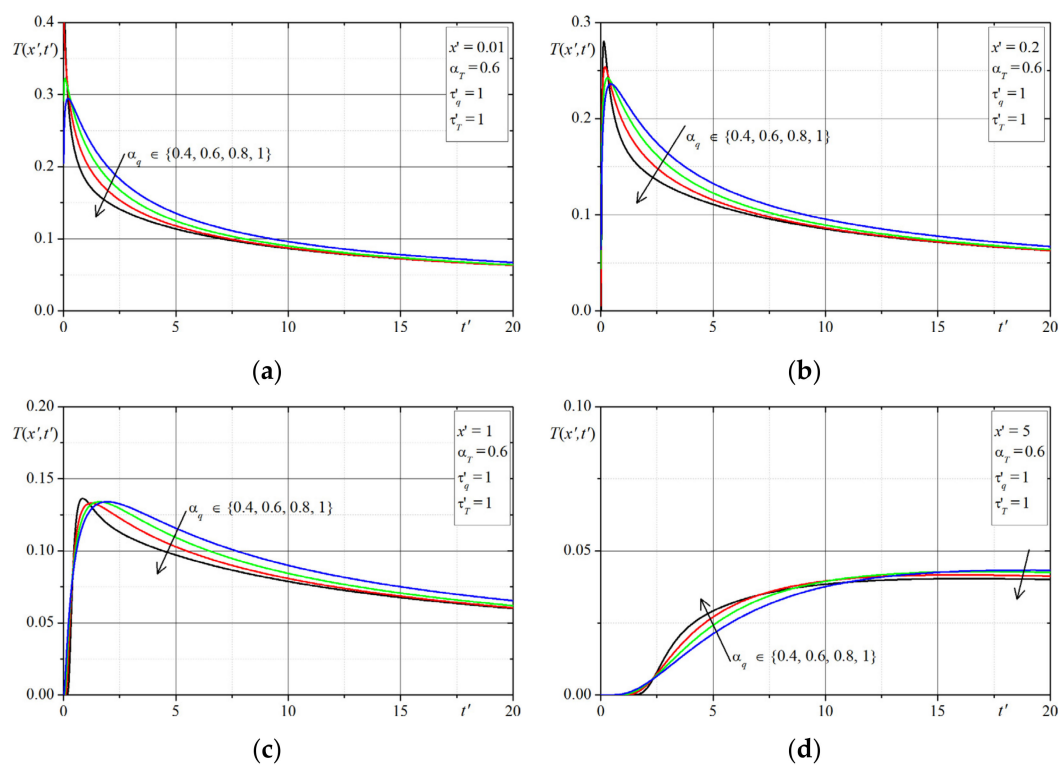 0.4
T(x′,t′)
0.3
0.2
0.1
0.0
x' = 0.01
α_T = 0.6
τ'_q = 1
τ'_T = 1
α_q ∈ {0.4, 0.6, 0.8, 1}
0 5 10 15 20
t′
(a)
0.3
T(x′,t′)
0.2
0.1
0.0
x' = 0.2
α_T = 0.6
τ'_q = 1
τ'_T = 1
α_q ∈ {0.4, 0.6, 0.8, 1}
0 5 10 15 20
t′
(b)
0.20
T(x′,t′)
0.15
0.10
0.05
0.00
x' = 1
α_T = 0.6
τ'_q = 1
τ'_T = 1
α_q ∈ {0.4, 0.6, 0.8, 1}
0 5 10 15 20
t′
(c)
0.10
T(x′,t′)
0.05
0.00
x' = 5
α_T = 0.6
τ'_q = 1
τ'_T = 1
α_q ∈ {0.4, 0.6, 0.8, 1}
0 5 10 15 20
t′
(d)